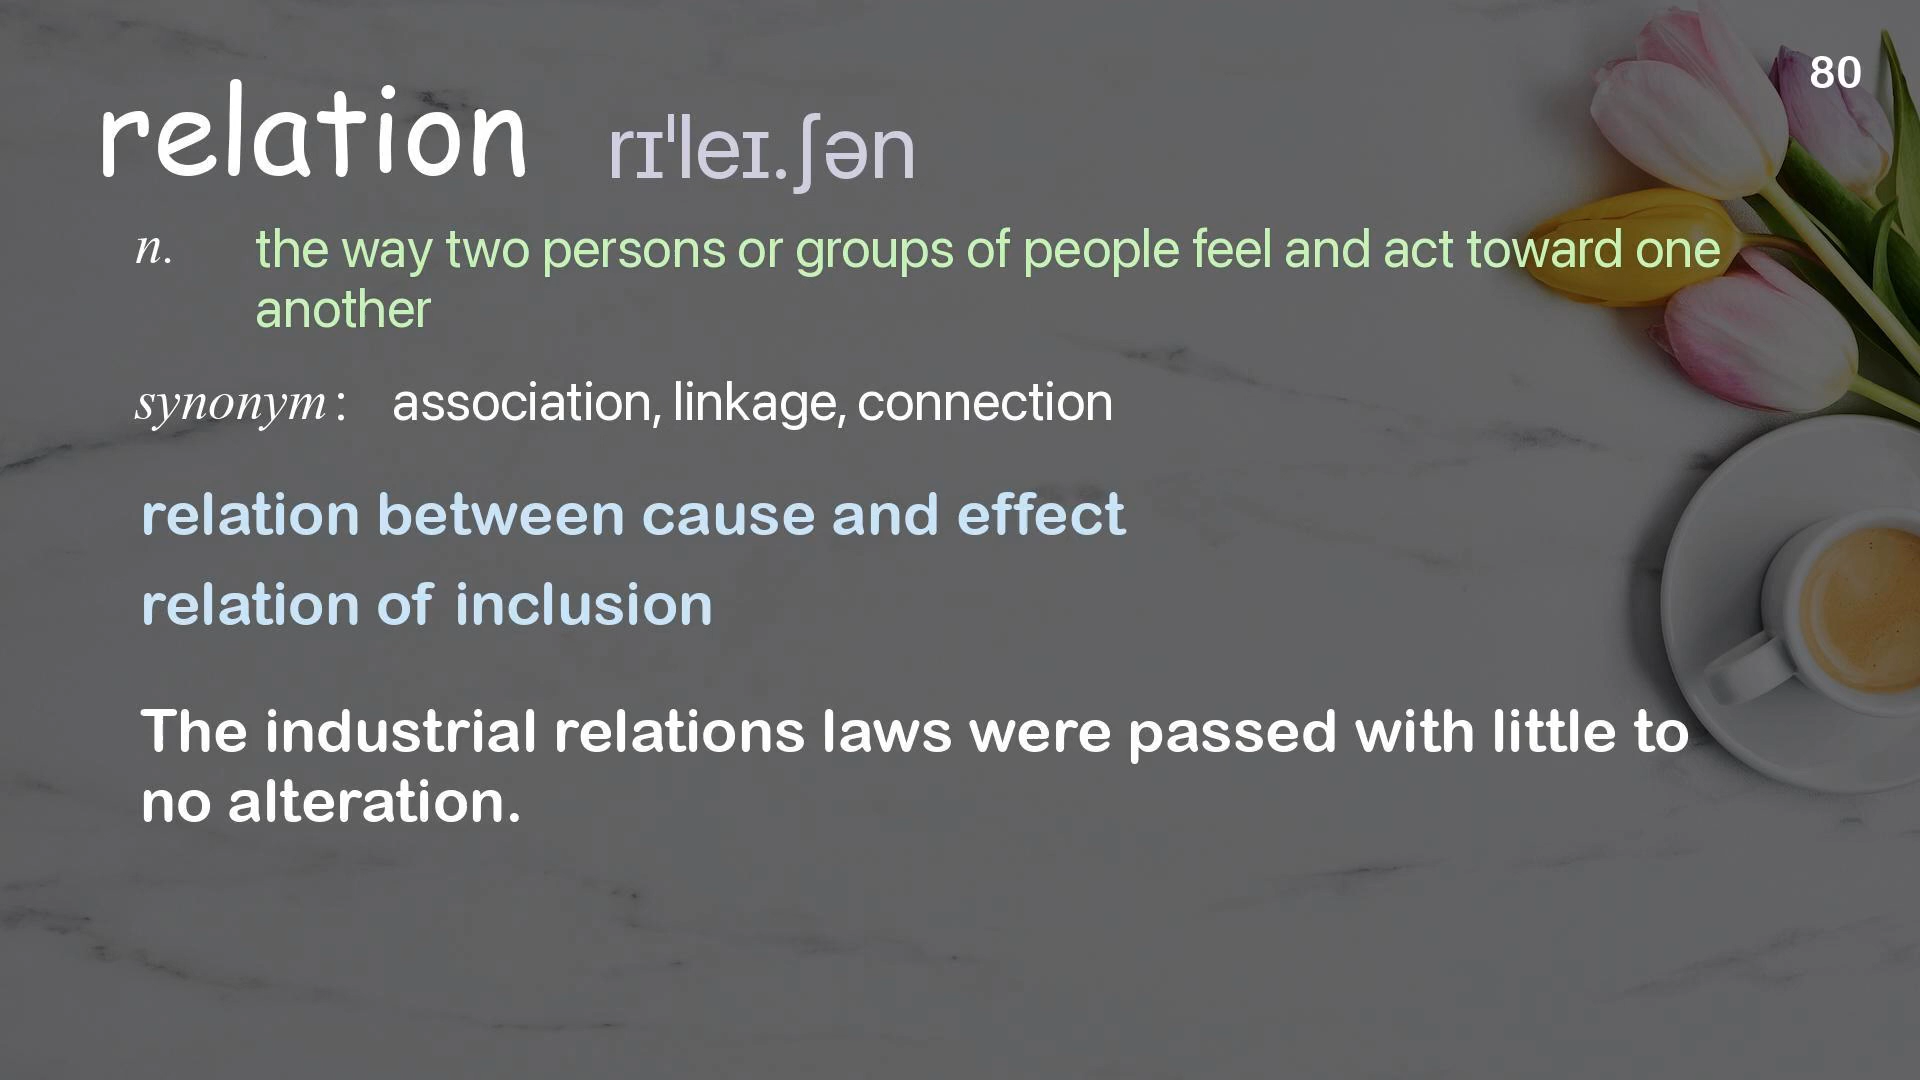 80
relation rɪˈleɪ.ʃən
n. the way two persons or groups of people feel and act toward one
another
synonym: association, linkage, connection
relation between cause and effect
relation of inclusion
The industrial relations laws were passed with little to
no alteration.